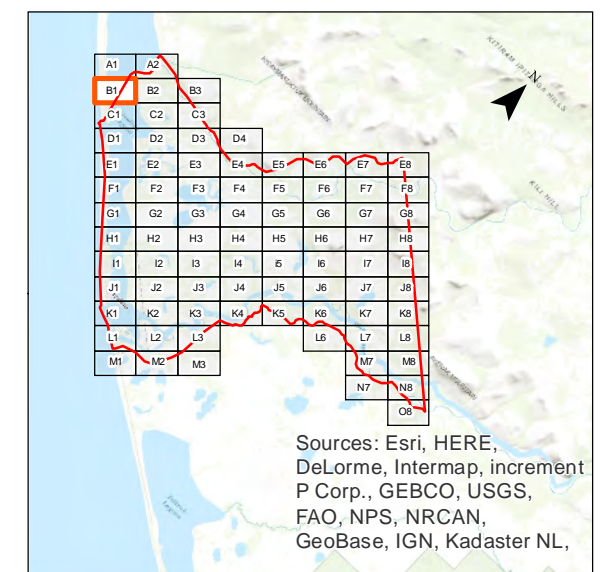 A1 A2
B1 B2 B3
C1 C2 C3
D1 D2 D3 D4
E1 E2 E3 E4 E5 E6 E7 E8
F1 F2 F3 F4 F5 F6 F7 F8
G1 G2 G3 G4 G5 G6 G7 G8
H1 H2 H3 H4 H5 H6 H7 H8
I1 I2 I3 I4 i5 I6 I7 I8
J1 J2 J3 J4 J5 J6 J7 J8
K1 K2 K3 K4 K5 K6 K7 K8
L1 L2 L3 L6 L7 L8
M1 M2 M3 M7 M8
N7 N8
O8
N
HILLS
KILI HILL
Sources: Esri, HERE,
DeLorme, Intermap, increment
P Corp., GEBCO, USGS,
FAO, NPS, NRCAN,
GeoBase, IGN, Kadaster NL,